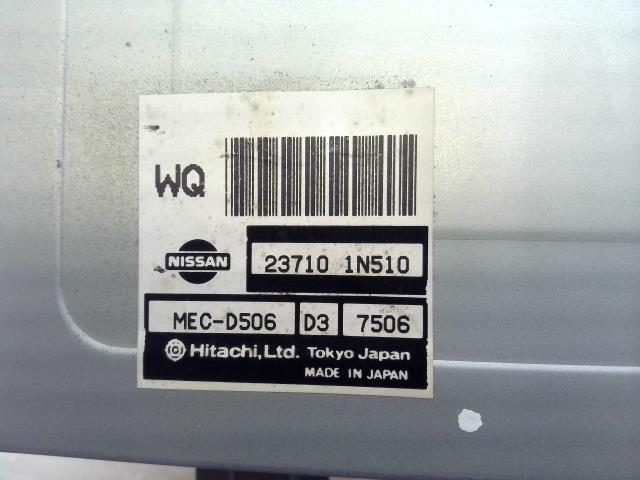 WQ
NISSAN
23710 1N510
MEC-D506 D3 7506
Hitachi, Ltd. Tokyo Japan
MADE IN JAPAN